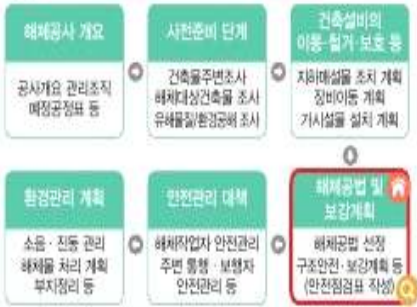 해체공사 개요
공사개요 관리조직
예정공정표 등
사전준비 단계
건축물주변조사
해체대상건축물 조사
유해물질/환경공해 조사
건축설비의
이동·철거·보호 등
지하매설물 조치 계획
장비이동 계획
가시설물 설치 계획
해체공법 및
보강계획
해체공법 선정
구조안전·보강계획 등
(안전점검표 작성)
안전관리 대책
해체작업자 안전관리
주변 통행·보행자
안전관리 등
환경관리 계획
소음·진동 관리
해체물 처리 계획
부지정리 등